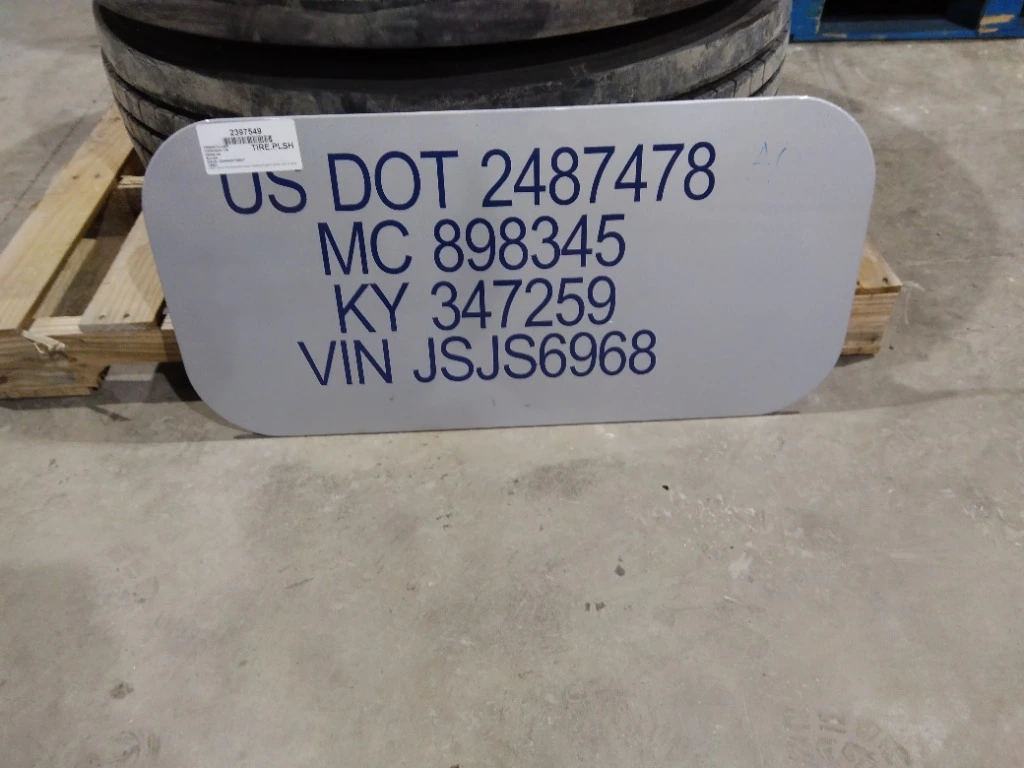 2397549
TIRE,PLSH
US DOT 2487478
MC 898345
KY 347259
VIN JSJS6968